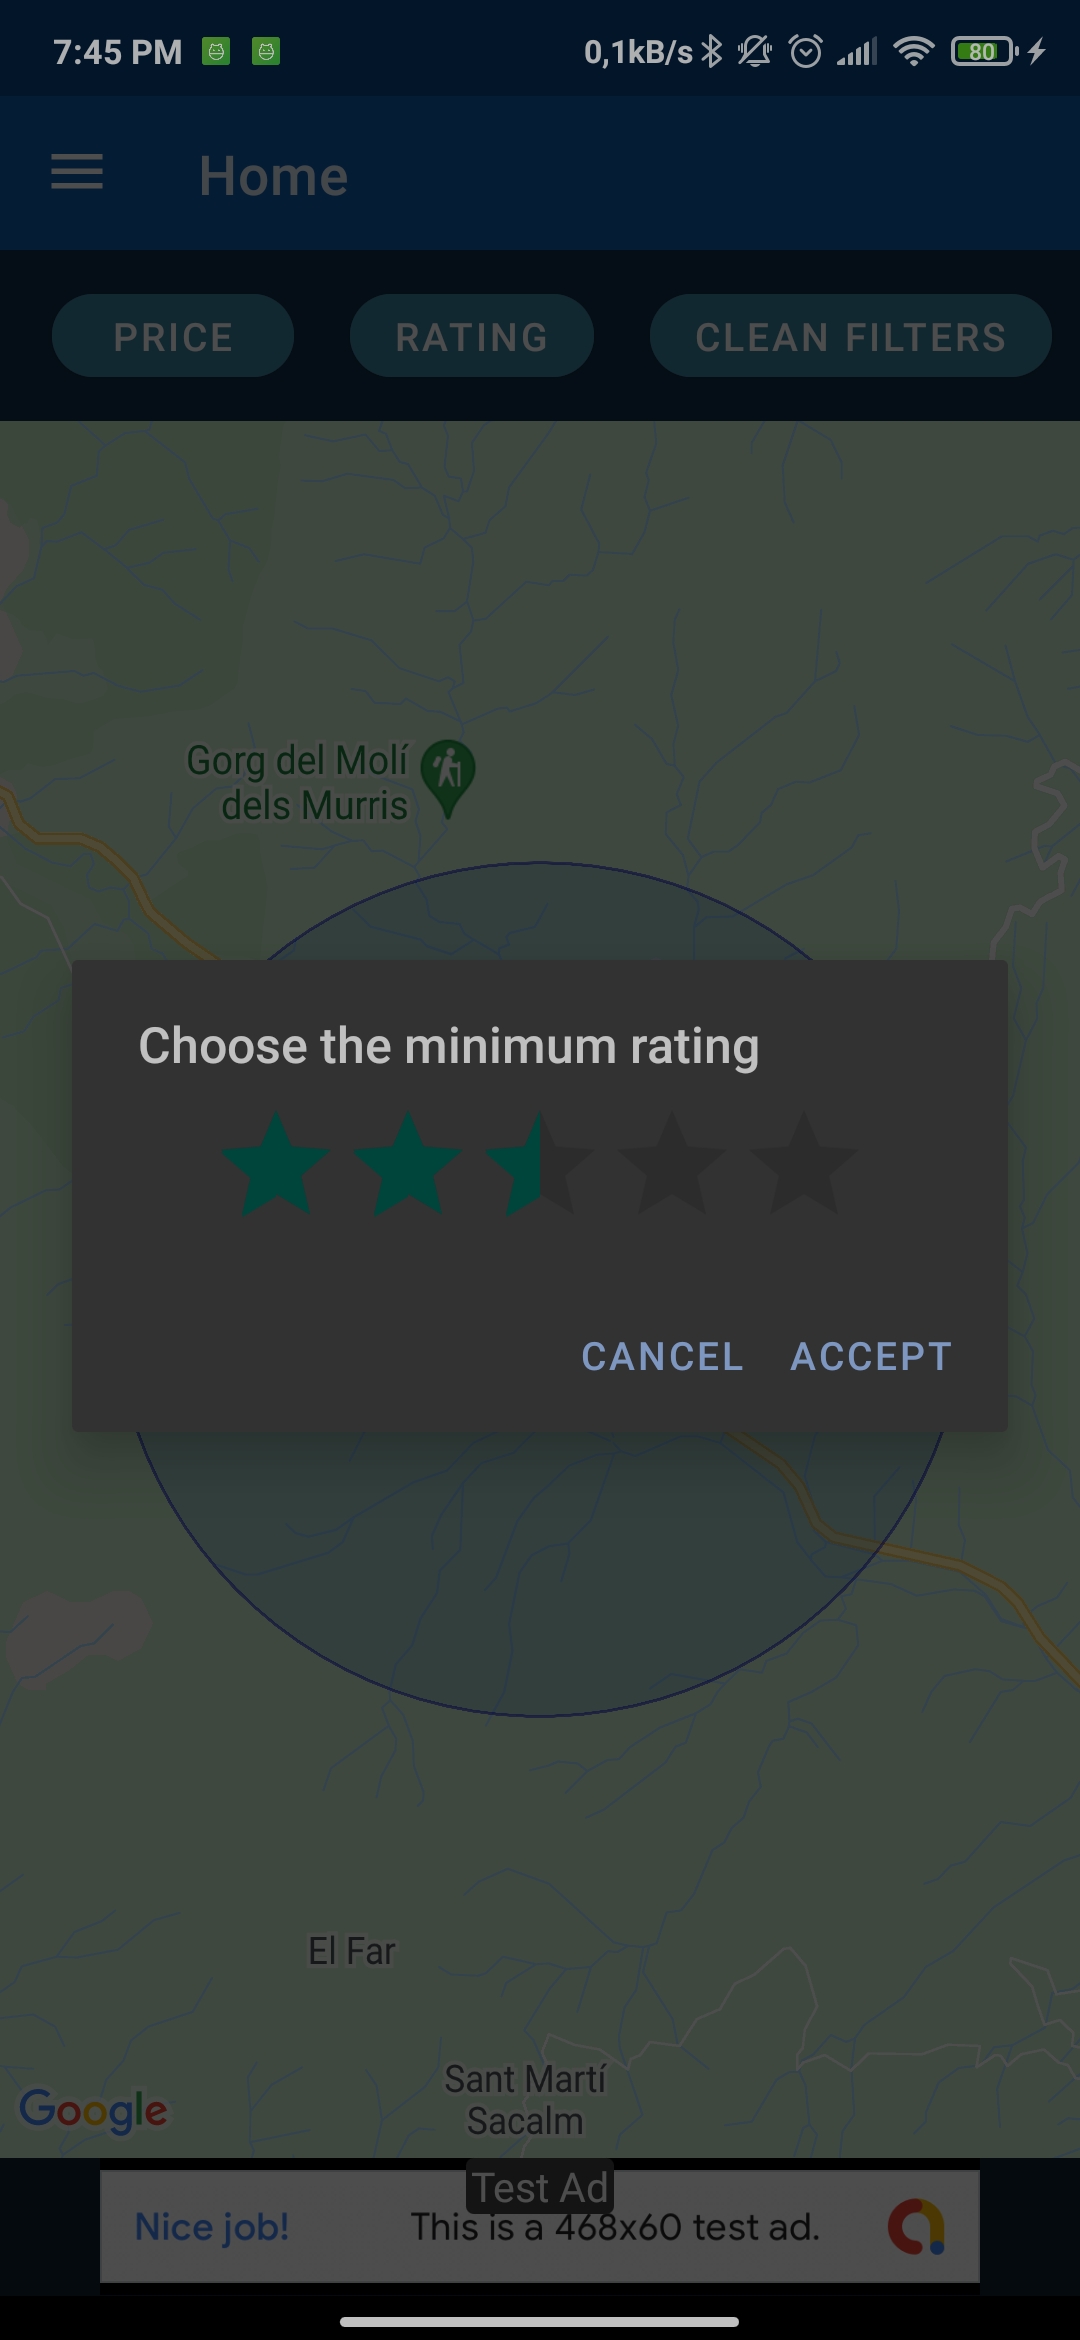 7:45 PM
0,1kB/s
80
Home
PRICE
RATING
CLEAN FILTERS
Gorg del Molí
dels Murris
Choose the minimum rating
CANCEL
ACCEPT
El Far
Sant Martí
Sacalm
Google
Test Ad
Nice job!
This is a 468x60 test ad.